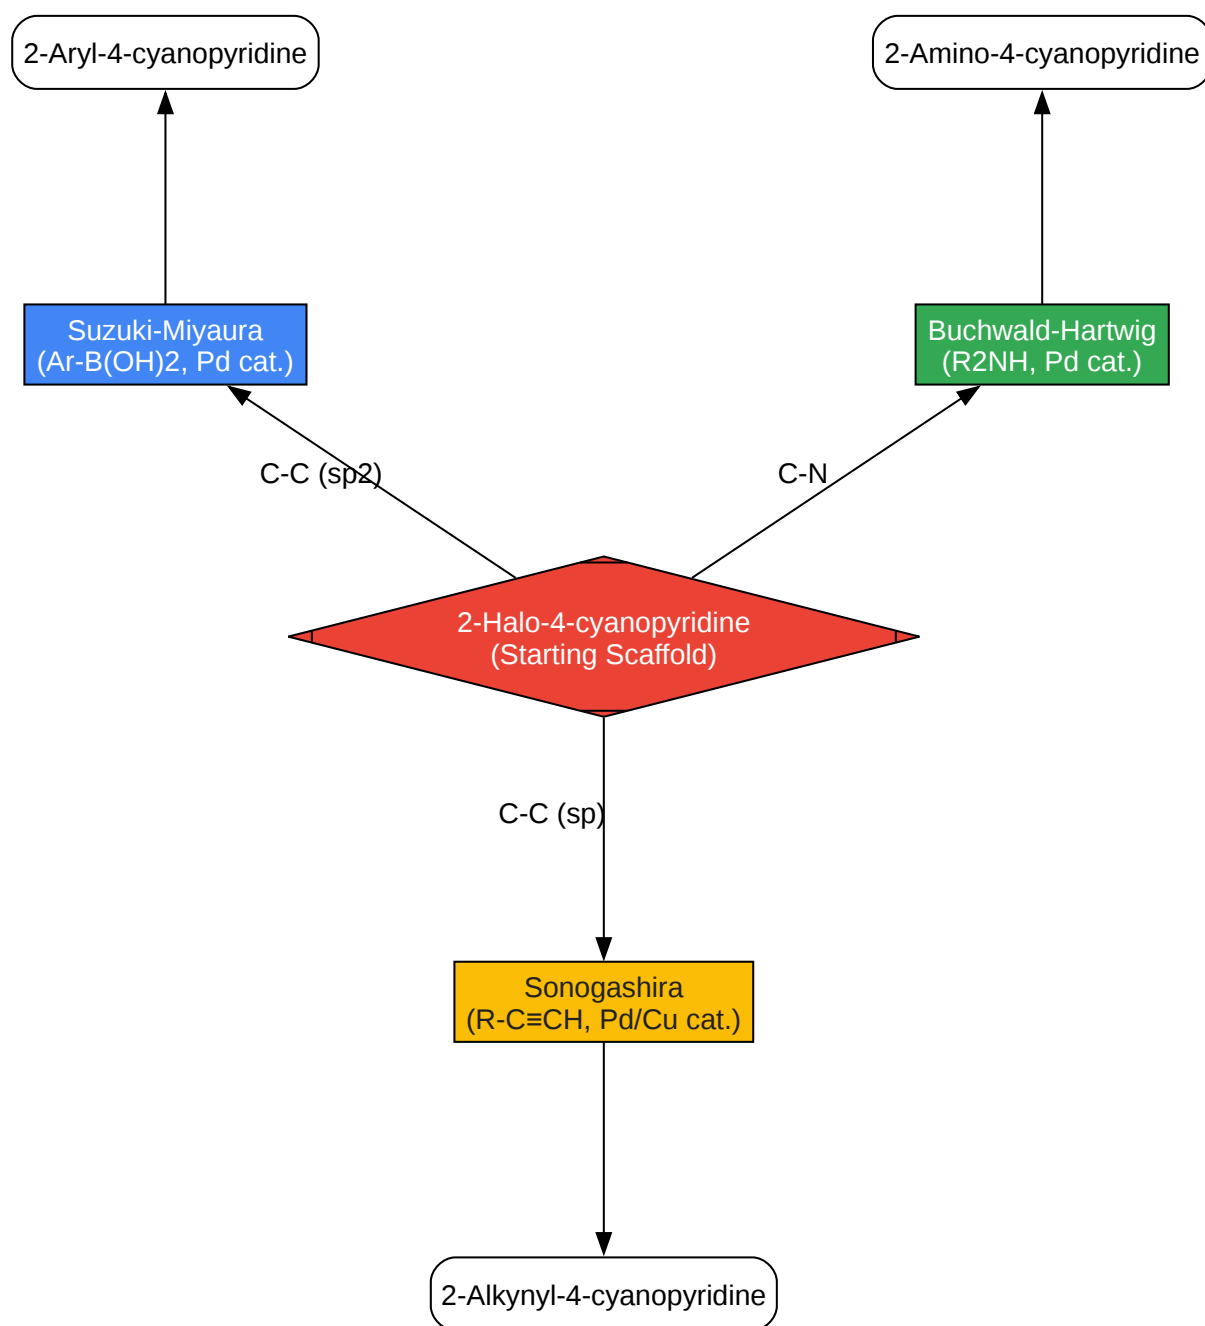 2-Aryl-4-cyanopyridine
2-Amino-4-cyanopyridine
Suzuki-Miyaura
(Ar-B(OH)2, Pd cat.)
Buchwald-Hartwig
(R2NH, Pd cat.)
C-C (sp2)
C-N
2-Halo-4-cyanopyridine
(Starting Scaffold)
C-C (sp)
Sonogashira
(R-C≡CH, Pd/Cu cat.)
2-Alkynyl-4-cyanopyridine